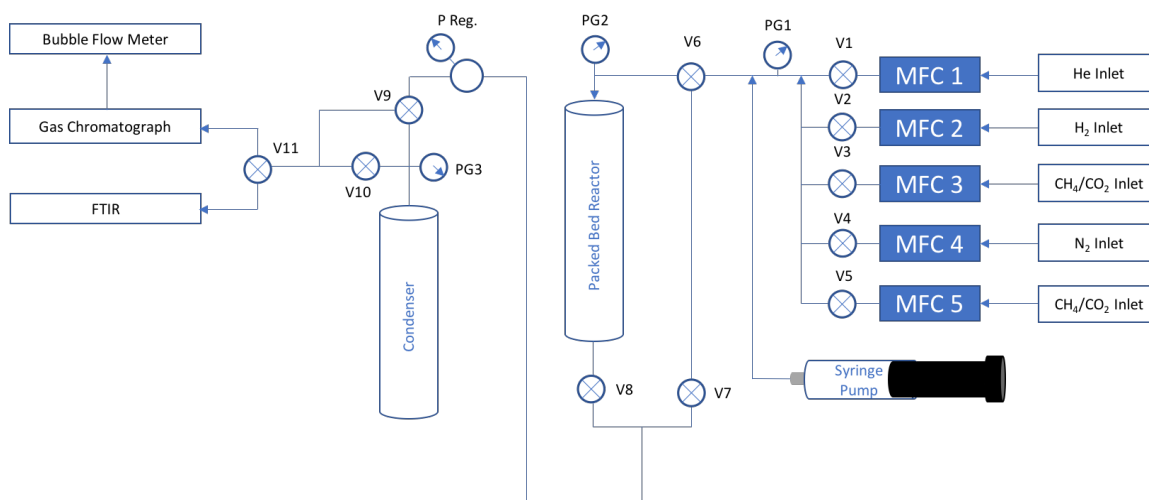 P Reg.
PG2
V6
PG1
V1
Bubble Flow Meter
MFC 1
He Inlet
V9
V2
Gas Chromatograph
MFC 2
H₂ Inlet
V11
V3
V10
PG3
MFC 3
CH₄/CO₂ Inlet
FTIR
V4
MFC 4
N₂ Inlet
Packed Bed Reactor
Condenser
V5
MFC 5
CH₄/CO₂ Inlet
Syringe
Pump
V8
V7